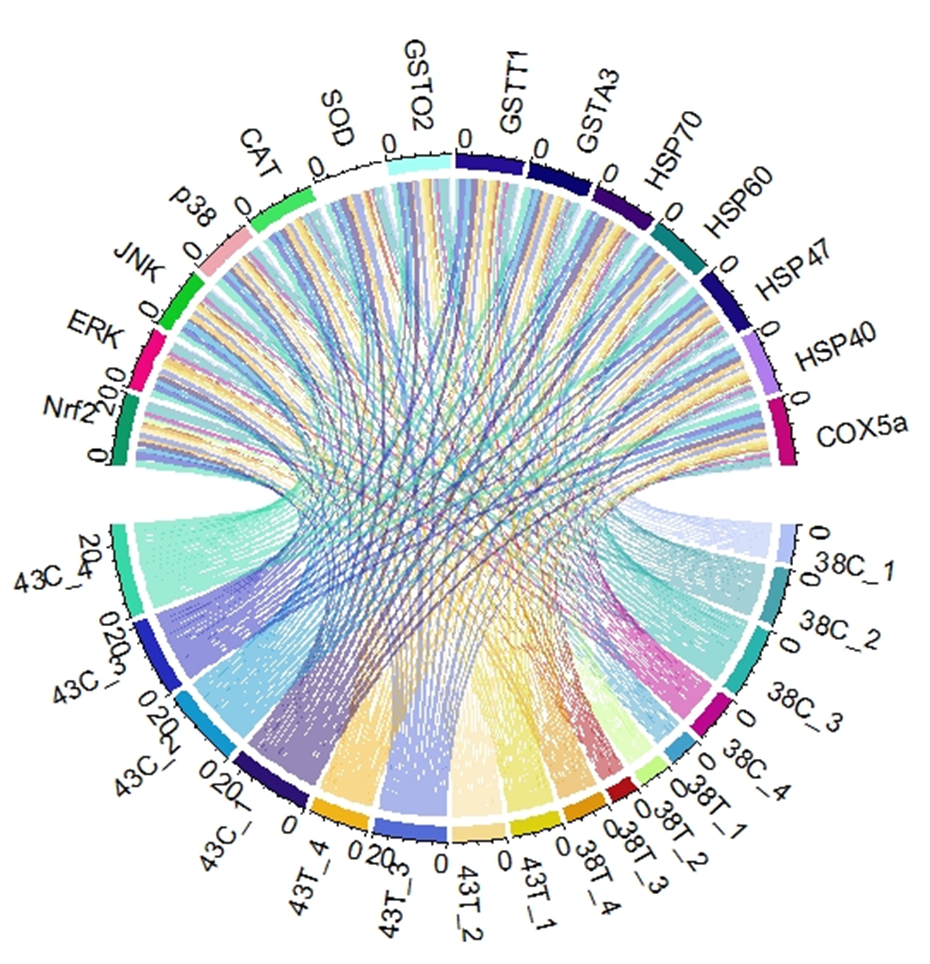 GSTO2
GSTT1
GSTA3
SOD
HSP70
CAT
HSP60
p38
HSP47
JNK
HSP40
ERK
COX5a
Nrf2
0
0
0
0
0
0
0
0
0
0
0
0
20
0
43C_4
20
0
43C_3
20
0
43C_2
20
0
43C_1
20
0
43T_4
0
43T_3
20
0
43T_2
0
43T_1
0
38T_4
0
38T_3
0
38T_2
0
38T_1
0
38C_4
0
38C_3
0
38C_2
0
38C_1
0